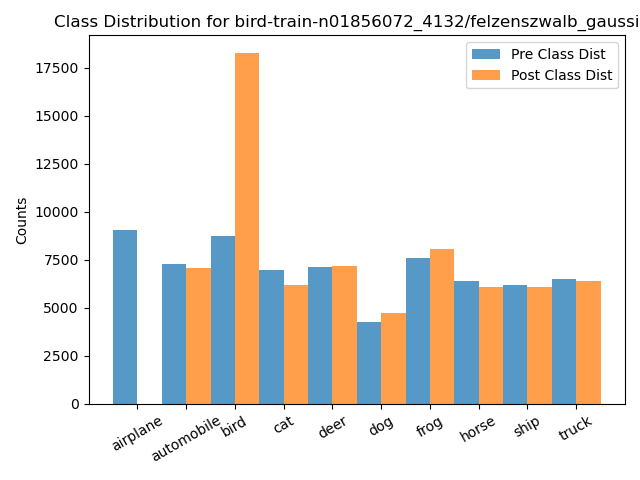 Class Distribution for bird-train-n01856072_4132/felzenszwalb_gaussi
Pre Class Dist
Post Class Dist
Counts
17500
15000
12500
10000
7500
5000
2500
0
airplane
automobile
bird
cat
deer
dog
frog
horse
ship
truck